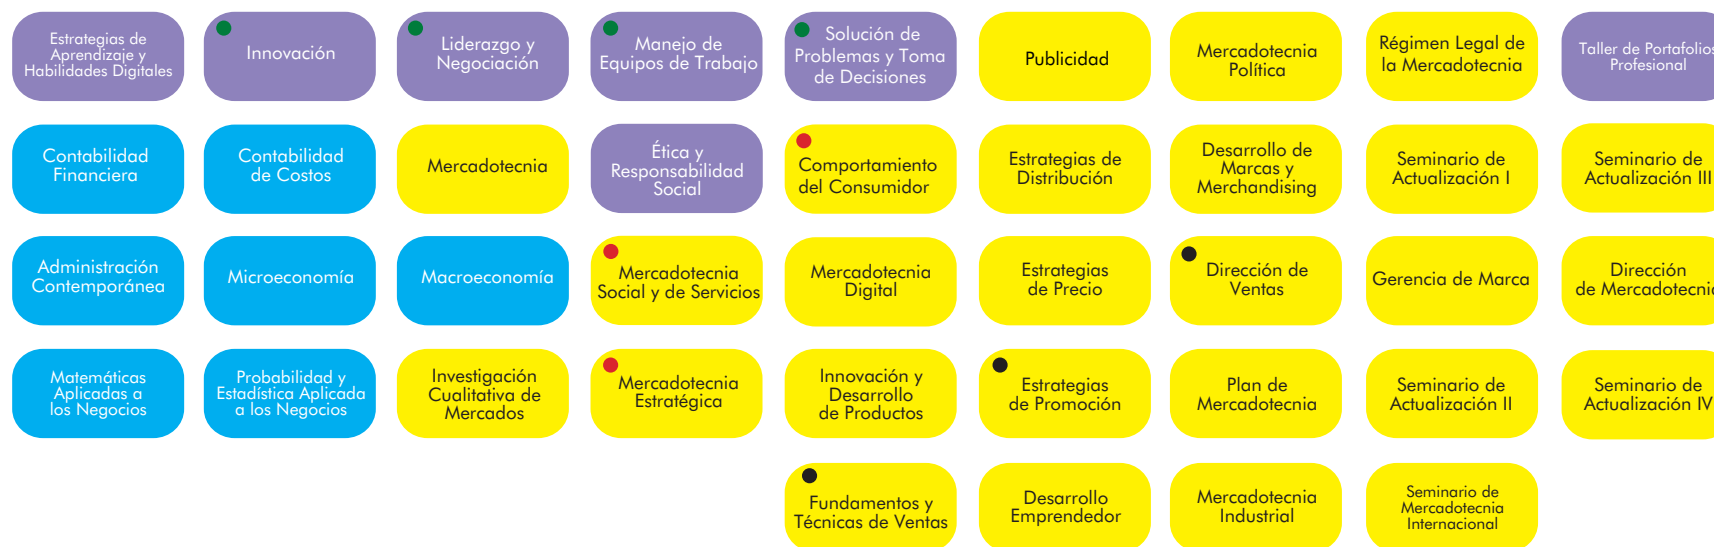 Estrategias de
Aprendizaje y
Habilidades Digitales
Innovación
Liderazgo y
Negociación
Manejo de
Equipos de Trabajo
Solución de
Problemas y Toma
de Decisiones
Publicidad
Mercadotecnia
Política
Régimen Legal de
la Mercadotecnia
Taller de Portafolios
Profesional
Contabilidad
Financiera
Contabilidad
de Costos
Mercadotecnia
Ética y
Responsabilidad
Social
Comportamiento
del Consumidor
Estrategias de
Distribución
Desarrollo de
Marcas y
Merchandising
Seminario de
Actualización I
Seminario de
Actualización III
Administración
Contemporánea
Microeconomía
Macroeconomía
Mercadotecnia
Social y de Servicios
Mercadotecnia
Digital
Estrategias
de Precio
Dirección de
Ventas
Gerencia de Marca
Dirección
de Mercadotecnia
Matemáticas
Aplicadas a
los Negocios
Probabilidad y
Estadística Aplicada
a los Negocios
Investigación
Cualitativa de
Mercados
Mercadotecnia
Estratégica
Innovación y
Desarrollo
de Productos
Estrategias
de Promoción
Plan de
Mercadotecnia
Seminario de
Actualización II
Seminario de
Actualización IV
Fundamentos y
Técnicas de Ventas
Desarrollo
Emprendedor
Mercadotecnia
Industrial
Seminario de
Mercadotecnia
Internacional